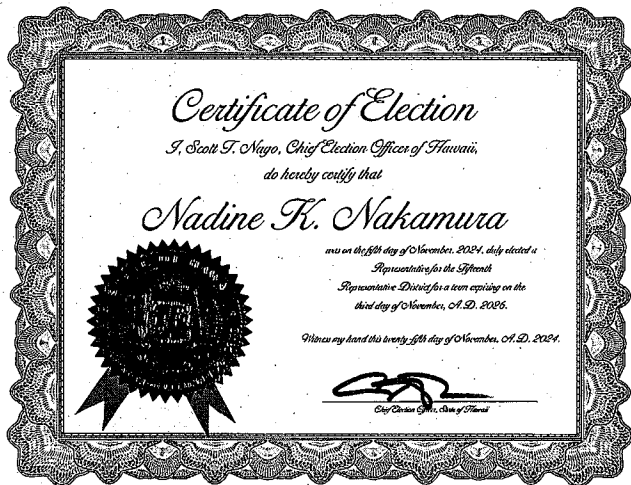 Certificate of Election
I, Scott T. Nago, Chief Election Officer of Hawaii,
do hereby certify that
Nadine K. Nakamura
was on the fifth day of November, 2024, duly elected a
Representative for the Fifteenth
Representative District for a term expiring on the
third day of November, A.D. 2026.
Witness my hand this twenty-fifth day of November, A.D. 2024.
Chief Election Officer, State of Hawaii